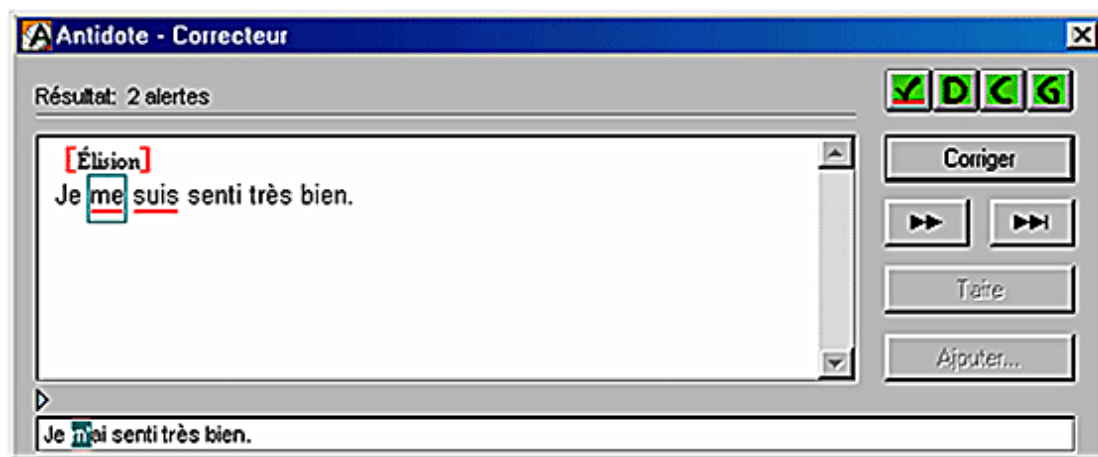 Antidote - Correcteur
Résultat: 2 alertes
[Élision]
Je me suis senti très bien.
Corriger
Taire
Ajouter...
Je m'ai senti très bien.